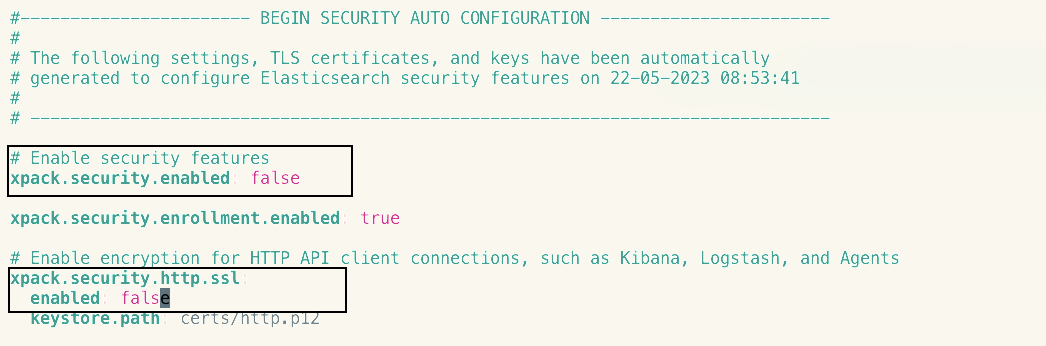 #----------------------- BEGIN SECURITY AUTO CONFIGURATION -----------------------
#
# The following settings, TLS certificates, and keys have been automatically
# generated to configure Elasticsearch security features on 22-05-2023 08:53:41
#
# --------------------------------------------------------------------------------
# Enable security features
xpack.security.enabled: false
xpack.security.enrollment.enabled: true
# Enable encryption for HTTP API client connections, such as Kibana, Logstash, and Agents
xpack.security.http.ssl:
  enabled: false
  keystore.path: certs/http.p12